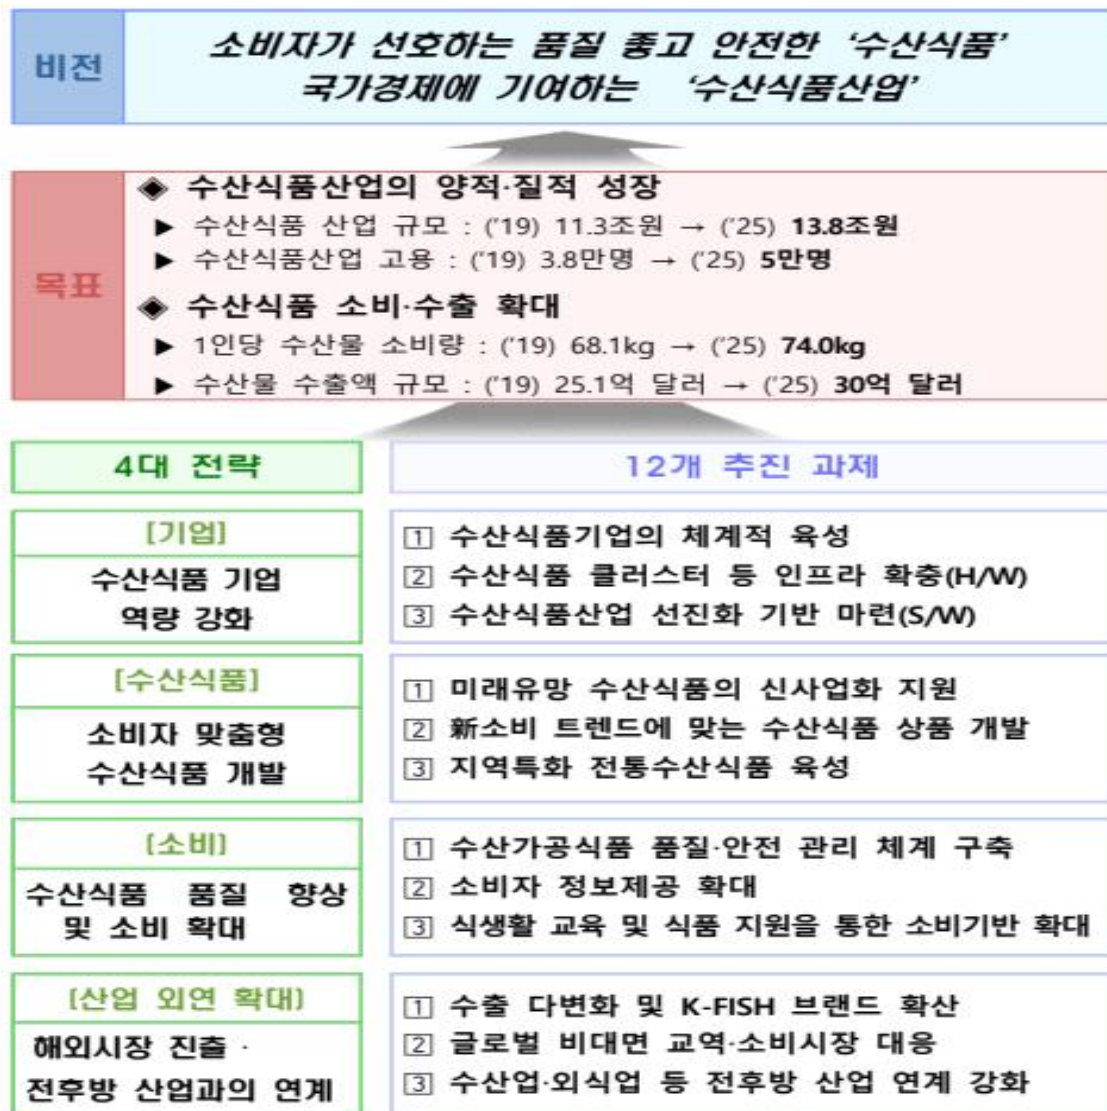 비전
소비자가 선호하는 품질 좋고 안전한 ‘수산식품’
국가경제에 기여하는 ‘수산식품산업’
목표
◈ 수산식품산업의 양적·질적 성장
▶ 수산식품 산업 규모 : (’19) 11.3조원 → (’25) 13.8조원
▶ 수산식품산업 고용 : (’19) 3.8만명 → (’25) 5만명
◈ 수산식품 소비·수출 확대
▶ 1인당 수산물 소비량 : (’19) 68.1kg → (’25) 74.0kg
▶ 수산물 수출액 규모 : (’19) 25.1억 달러 → (’25) 30억 달러
4대 전략
12개 추진 과제
[기업]
수산식품 기업
역량 강화
1 수산식품기업의 체계적 육성
2 수산식품 클러스터 등 인프라 확충(H/W)
3 수산식품산업 선진화 기반 마련(S/W)
[수산식품]
소비자 맞춤형
수산식품 개발
1 미래유망 수산식품의 신사업화 지원
2 新소비 트렌드에 맞는 수산식품 상품 개발
3 지역특화 전통수산식품 육성
[소비]
수산식품 품질 향상
및 소비 확대
1 수산가공식품 품질·안전 관리 체계 구축
2 소비자 정보제공 확대
3 식생활 교육 및 식품 지원을 통한 소비기반 확대
[산업 외연 확대]
해외시장 진출 ·
전후방 산업과의 연계
1 수출 다변화 및 K-FISH 브랜드 확산
2 글로벌 비대면 교역·소비시장 대응
3 수산업·외식업 등 전후방 산업 연계 강화